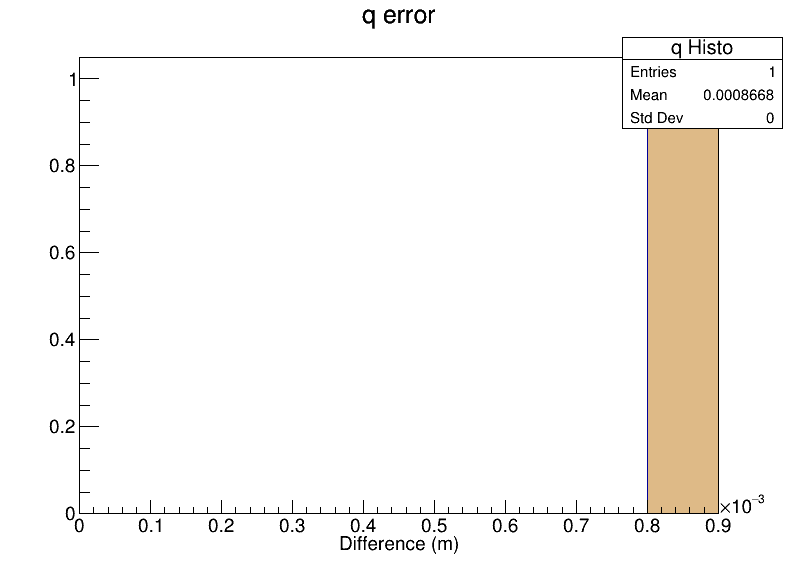 q error
q Histo
Entries 1
Mean 0.0008668
Std Dev 0
1
0.8
0.6
0.4
0.2
0
0 0.1 0.2 0.3 0.4 0.5 0.6 0.7 0.8 0.9
×10⁻³
Difference (m)